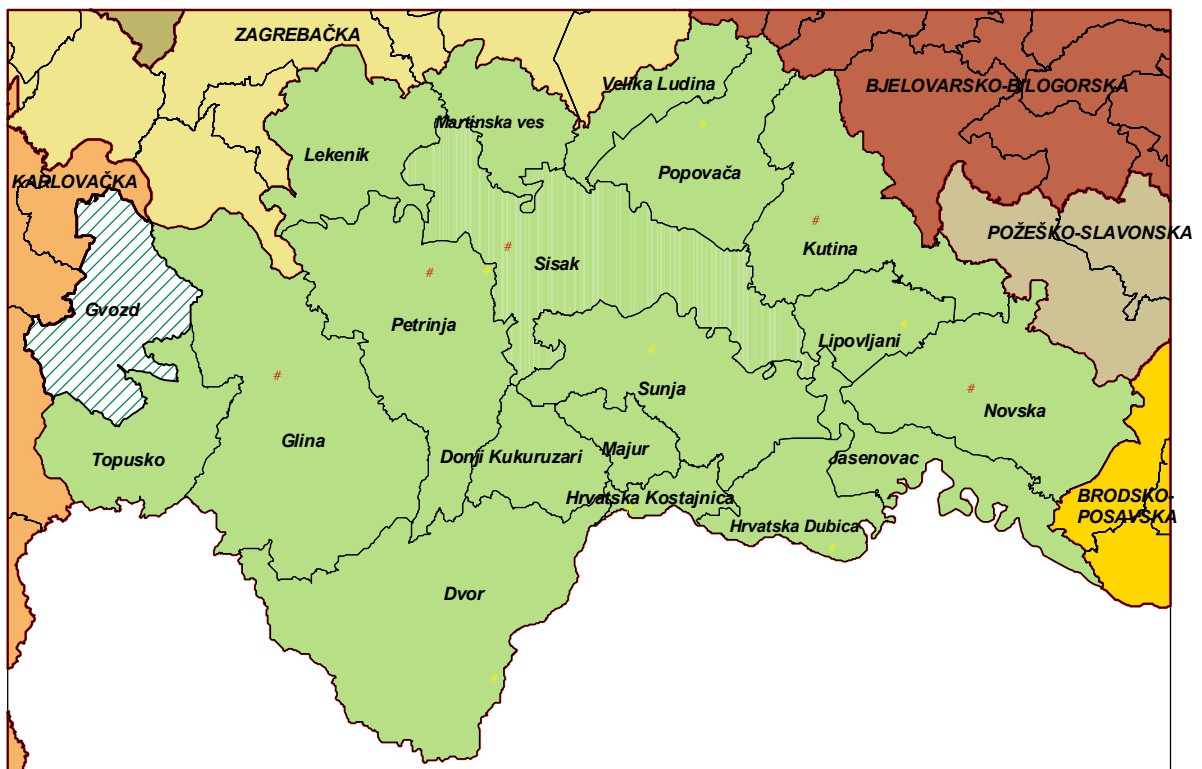 ZAGREBAČKA
Velika Ludina
BJELOVARSKO-BILOGORSKA
Martinska ves
Lekenik
Popovača
KARLOVAČKA
POŽEŠKO-SLAVONSKA
Kutina
Sisak
Gvozd
Petrinja
Lipovljani
Sunja
Novska
Glina
Topusko
Donji Kukuruzari
Majur
Jasenovac
Hrvatska Kostajnica
Hrvatska Dubica
BRODSKO-
POSAVSKA
Dvor